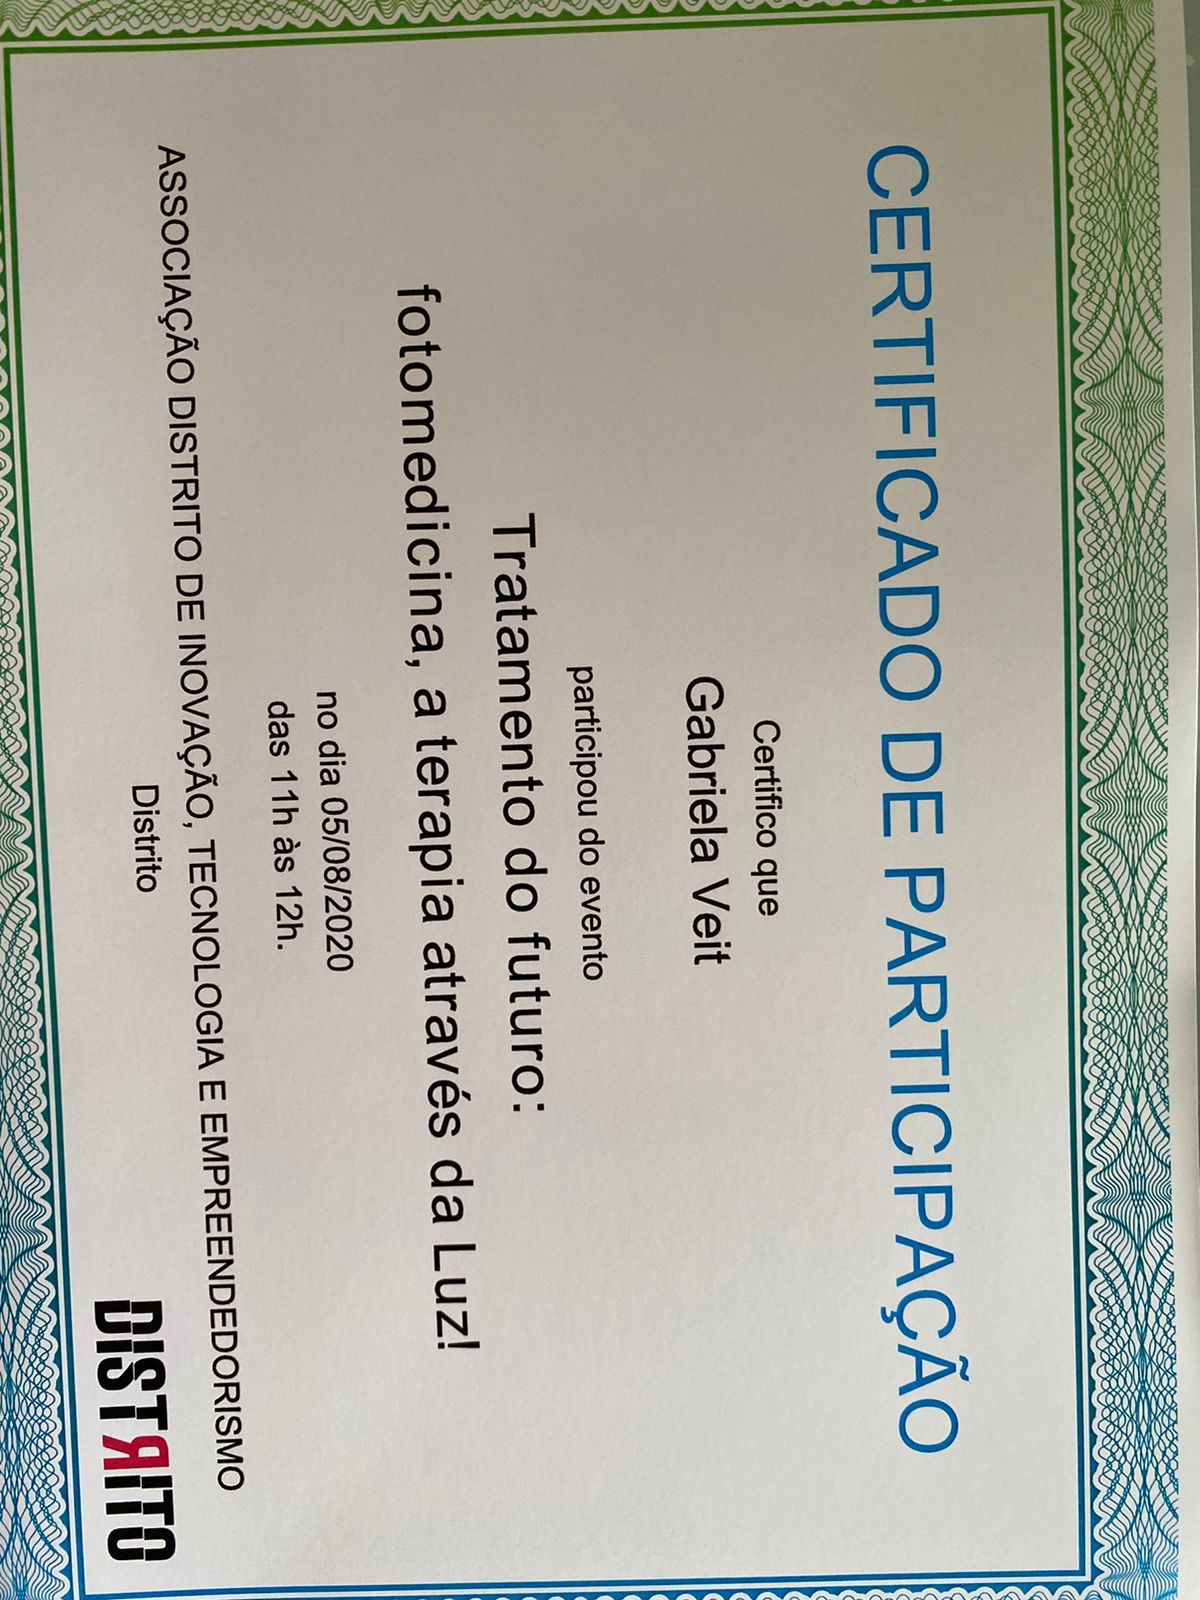 CERTIFICADO DE PARTICIPAÇÃO
Certifico que
Gabriela Veit
participou do evento
Tratamento do futuro:
fotomedicina, a terapia através da Luz!
no dia 05/08/2020
das 11h às 12h.
ASSOCIAÇÃO DISTRITO DE INOVAÇÃO, TECNOLOGIA E EMPREENDEDORISMO
Distrito
DISTRITO